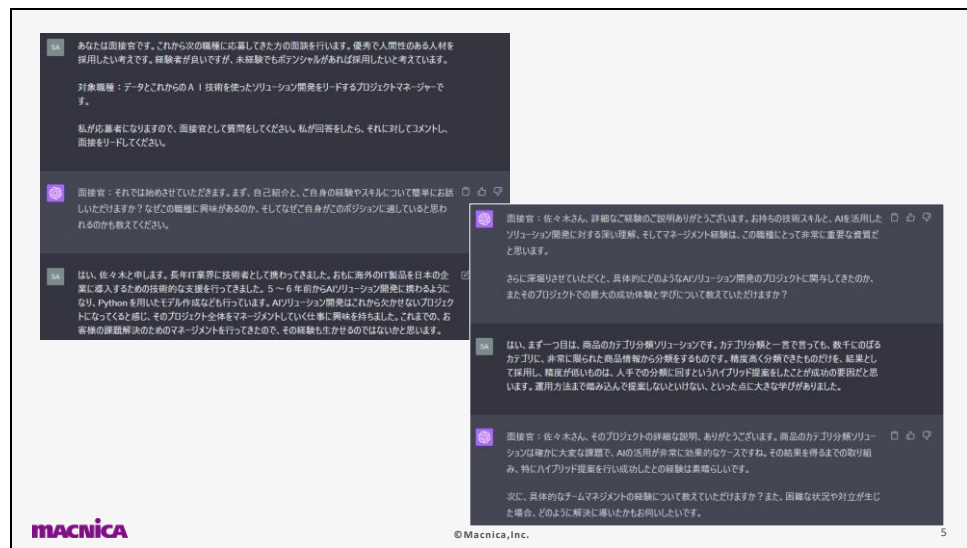 SA
あなたは面接官です。これから次の職種に応募してきた方の面談を行います。優秀で人間性のある人材を
採用したい考えです。経験者が良いですが、未経験でもポテンシャルがあれば採用したいと考えています。
対象職種：データとこれからのＡＩ技術を使ったソリューション開発をリードするプロジェクトマネージャーで
す。
私が応募者になりますので、面接官として質問をしてください。私が回答をしたら、それに対してコメントし、
面接をリードしてください。
面接官：それでは始めさせていただきます。まず、自己紹介と、ご自身の経験やスキルについて簡単にお話
しいただけますか？なぜこの職種に興味があるのか、そしてなぜご自身がこのポジションに適していると思わ
れるのかも教えてください。
SA
はい、佐々木と申します。長年IT業界に技術者として携わってきました。おもに海外のIT製品を日本の企
業に導入するための技術的な支援を行ってきました。５～６年前からAIソリューション開発に携わるように
なり、Pythonを用いたモデル作成なども行っています。AIソリューション開発はこれから欠かせないプロジェク
トになってくると感じ、そのプロジェクト全体をマネージメントしていく仕事に興味を持ちました。これまでの、お
客様の課題解決のためのマネージメントを行ってきたので、その経験も生かせるのではないかと思います。
面接官：佐々木さん、詳細なご経験のご説明ありがとうございます。お持ちの技術スキルと、AIを活用した
ソリューション開発に対する深い理解、そしてマネージメント経験は、この職種にとって非常に重要な資質だ
と思います。
さらに深堀りさせていただくと、具体的にどのようなAIソリューション開発のプロジェクトに関与してきたのか、
またそのプロジェクトでの最大の成功体験と学びについて教えていただけますか？
SA
はい、まず一つ目は、商品のカテゴリ分類ソリューションです。カテゴリ分類と一言で言っても、数千にのぼる
カテゴリに、非常に限られた商品情報から分類をするものです。精度高く分類できたものだけを、結果とし
て採用し、精度が低いものは、人手での分類に回すというハイブリッド提案をしたことが成功の要因だと思
います。運用方法まで踏み込んで提案しないといけない、といった点に大きな学びがありました。
面接官：佐々木さん、そのプロジェクトの詳細な説明、ありがとうございます。商品のカテゴリ分類ソリュー
ションは確かに大変な課題で、AIの活用が非常に効果的なケースですね。その結果を得るまでの取り組
み、特にハイブリッド提案を行い成功したとの経験は素晴らしいです。
次に、具体的なチームマネジメントの経験について教えていただけますか？また、困難な状況や対立が生じ
た場合、どのように解決に導いたかもお伺いしたいです。
macnica
©Macnica,Inc.
5